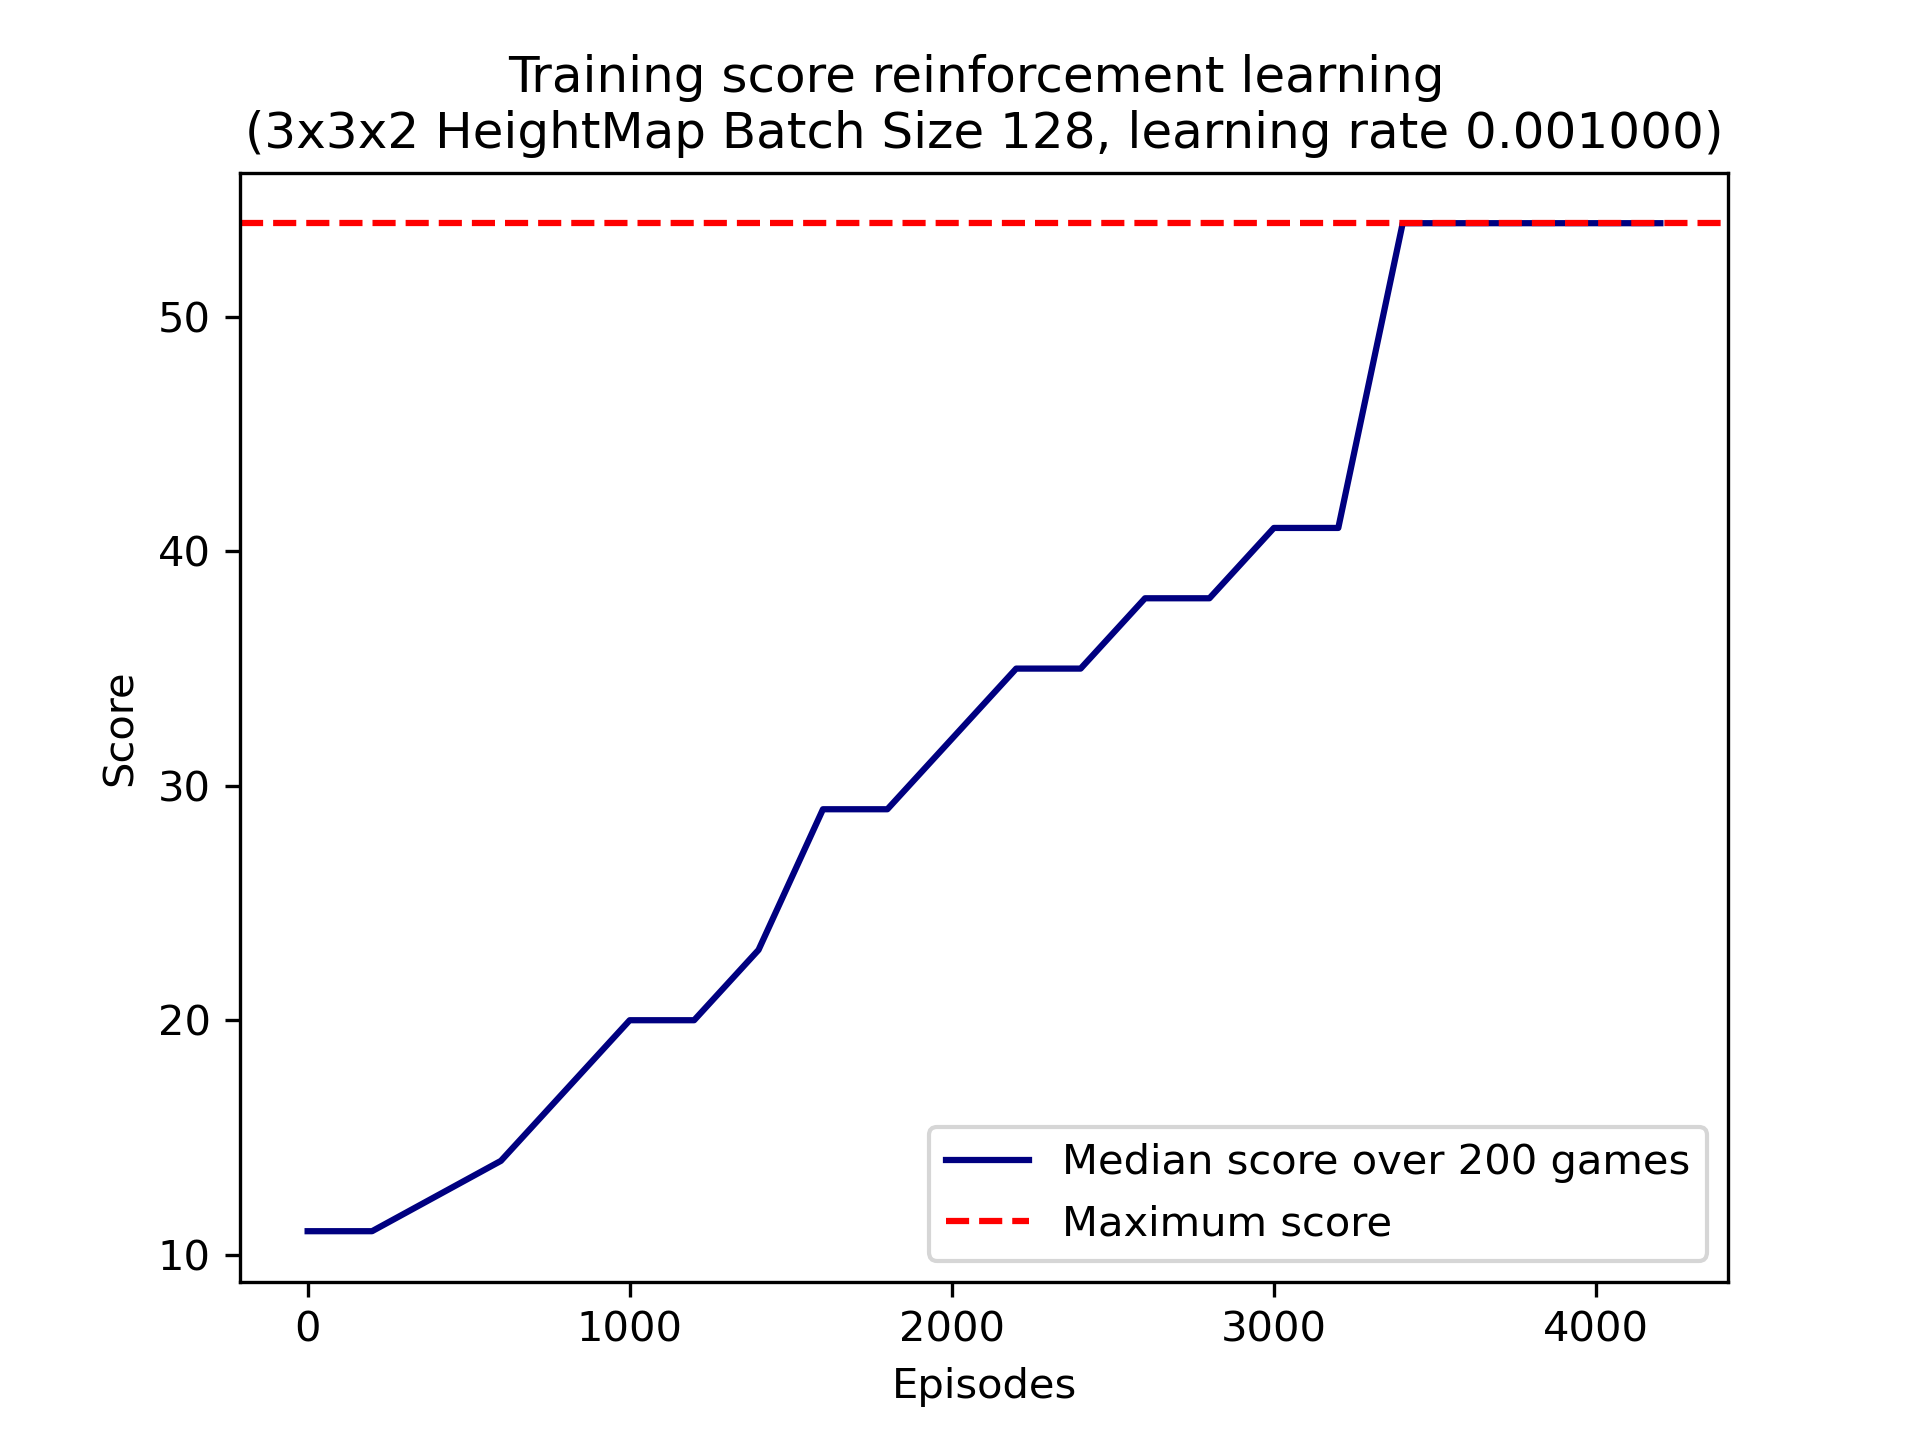 Training score reinforcement learning
(3x3x2 HeightMap Batch Size 128, learning rate 0.001000)
50
40
30
20
10
Score
Median score over 200 games
Maximum score
0 1000 2000 3000 4000
Episodes